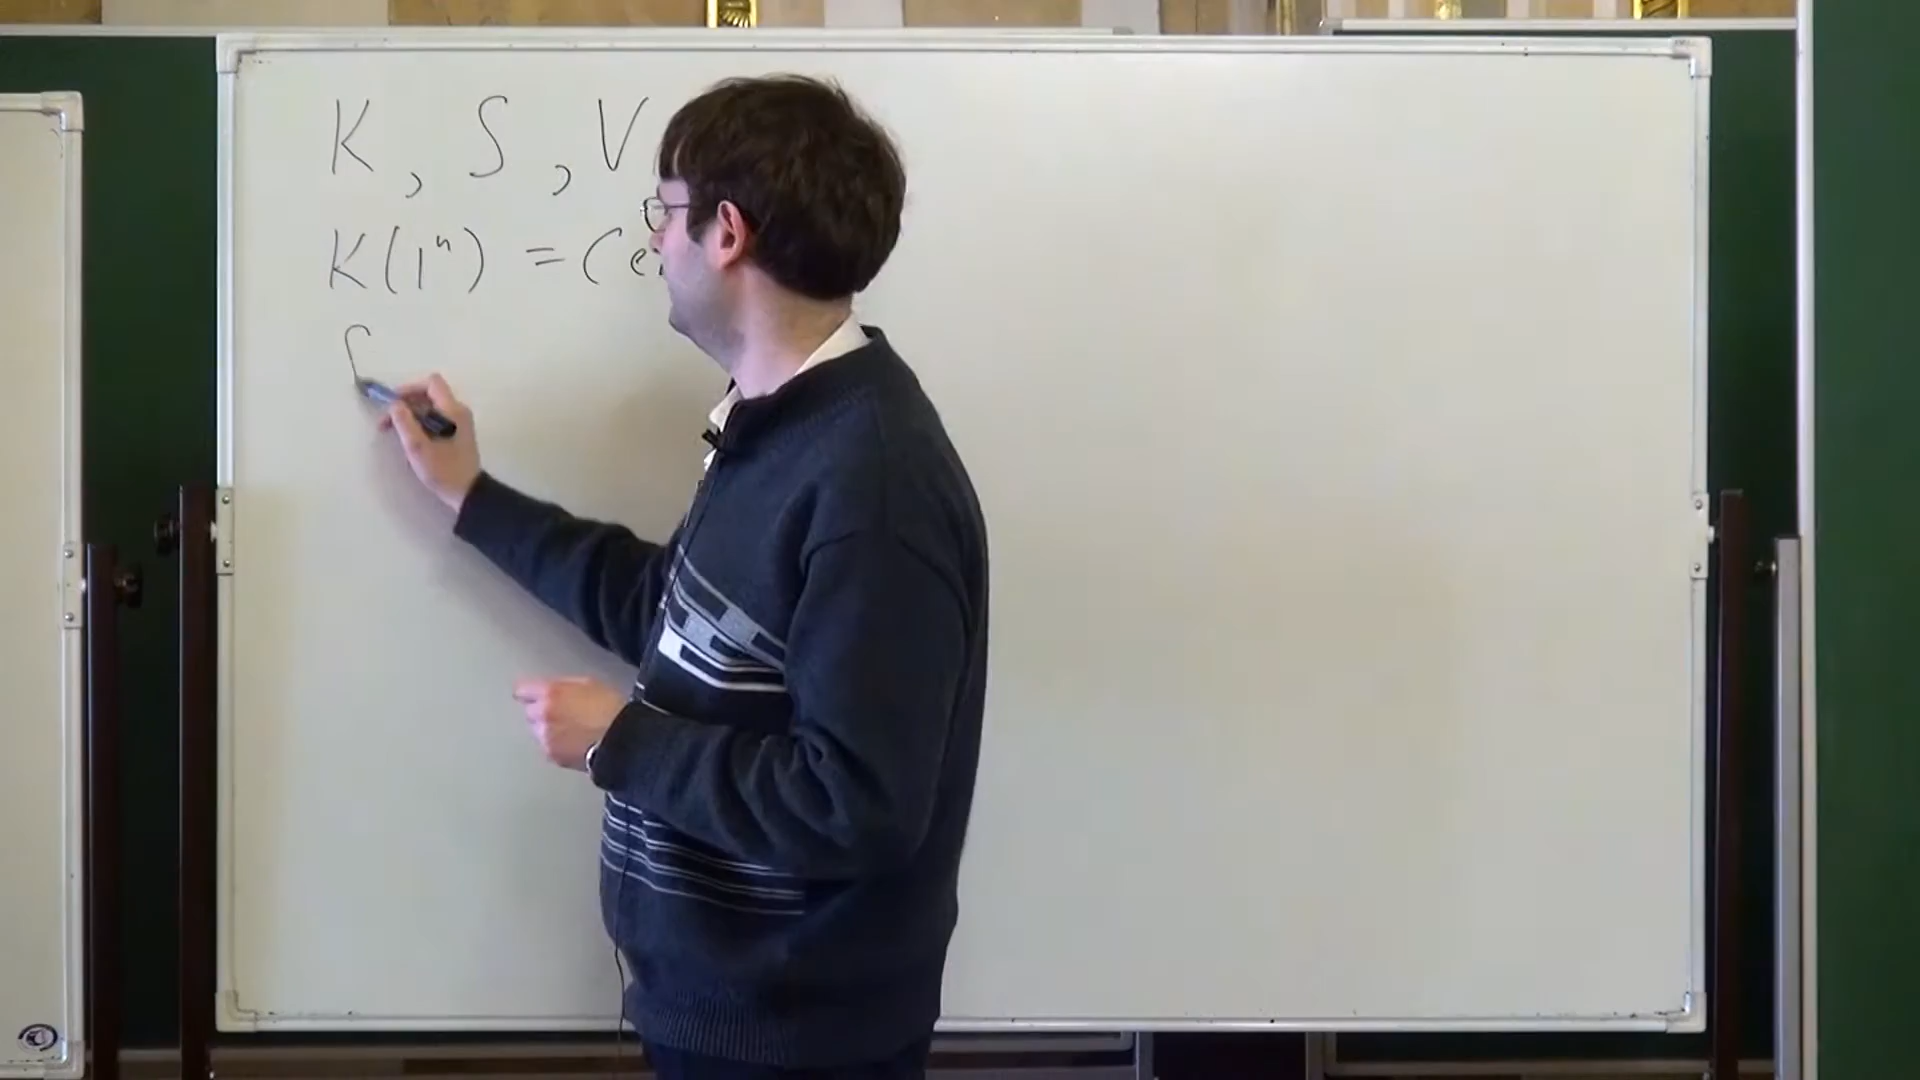 K , S , V
K(1ⁿ) = (e
S